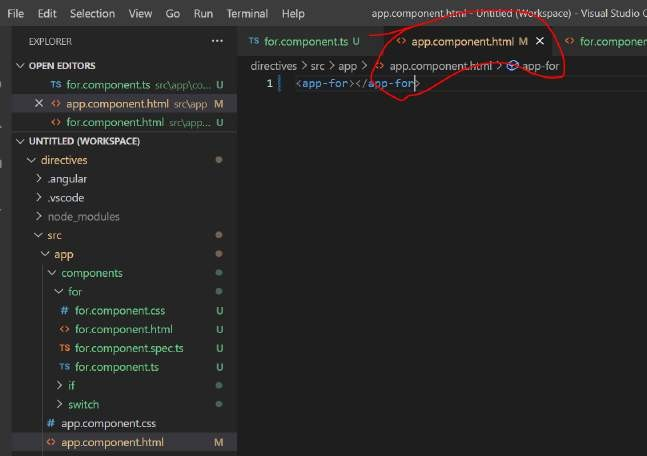 File Edit Selection View Go Run Terminal Help app.component.html - Untitled (Workspace) - Visual Studio C
EXPLORER ...
TS for.component.ts U <> app.component.html M × <> for.componen
OPEN EDITORS
TS for.component.ts src\app\co... U
× <> app.component.html src\app M
<> for.component.html src\app... U
directives > src > app > <> app.component.html > app-for
1 <app-for></app-for>
UNTITLED (WORKSPACE)
directives
.angular
.vscode
node_modules
src
app
components
for
# for.component.css U
<> for.component.html U
TS for.component.spec.ts U
TS for.component.ts U
if
switch
# app.component.css
<> app.component.html M